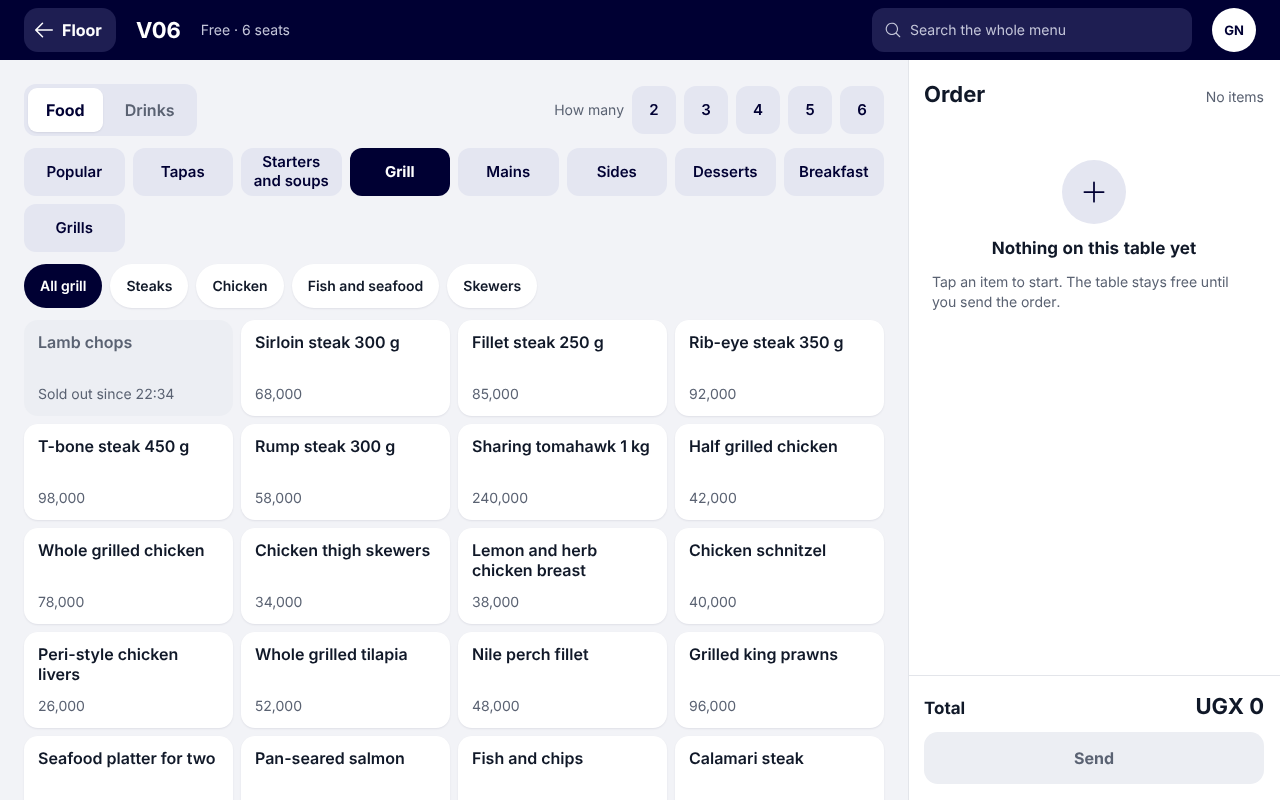 Floor
V06
Free · 6 seats
Search the whole menu
GN
Food
Drinks
How many
2
3
4
5
6
Popular
Tapas
Starters
and soups
Grill
Mains
Sides
Desserts
Breakfast
Grills
All grill
Steaks
Chicken
Fish and seafood
Skewers
Lamb chops
Sold out since 22:34
Sirloin steak 300 g
68,000
Fillet steak 250 g
85,000
Rib-eye steak 350 g
92,000
T-bone steak 450 g
98,000
Rump steak 300 g
58,000
Sharing tomahawk 1 kg
240,000
Half grilled chicken
42,000
Whole grilled chicken
78,000
Chicken thigh skewers
34,000
Lemon and herb
chicken breast
38,000
Chicken schnitzel
40,000
Peri-style chicken
livers
26,000
Whole grilled tilapia
52,000
Nile perch fillet
48,000
Grilled king prawns
96,000
Seafood platter for two
Pan-seared salmon
Fish and chips
Calamari steak
Order
No items
Nothing on this table yet
Tap an item to start. The table stays free until
you send the order.
Total
UGX 0
Send